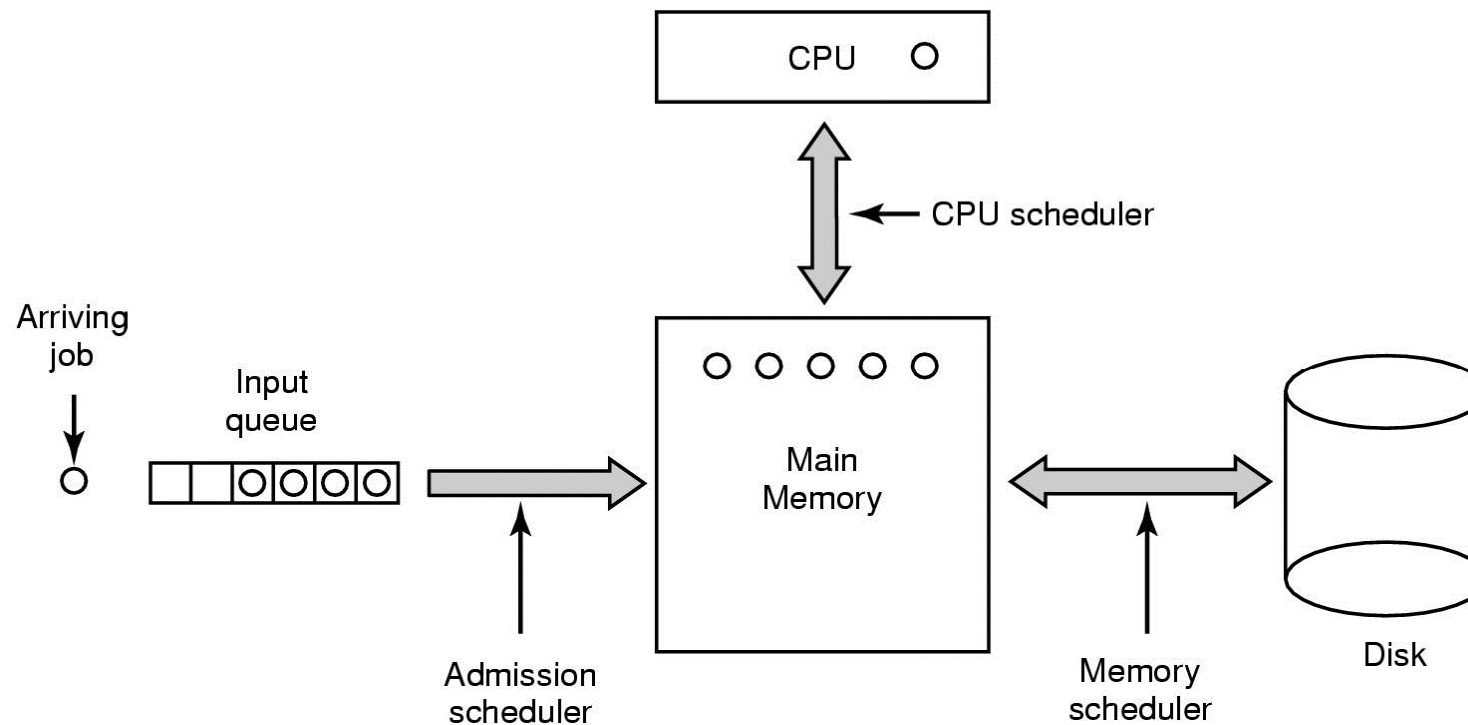 CPU
CPU scheduler
Arriving
job
Input
queue
Main
Memory
Admission
scheduler
Memory
scheduler
Disk